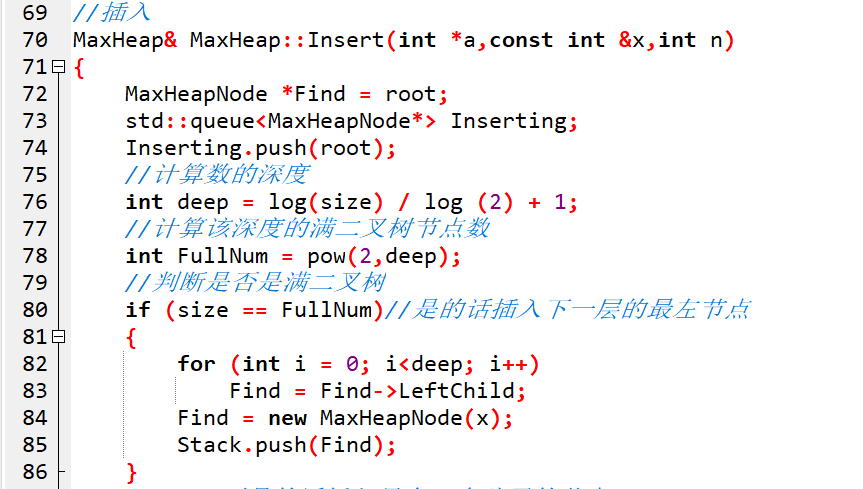 69 //插入
70 MaxHeap& MaxHeap::Insert(int *a,const int &x,int n)
71 {
72 MaxHeapNode *Find = root;
73 std::queue<MaxHeapNode*> Inserting;
74 Inserting.push(root);
75 //计算数的深度
76 int deep = log(size) / log (2) + 1;
77 //计算该深度的满二叉树节点数
78 int FullNum = pow(2,deep);
79 //判断是否是满二叉树
80 if (size == FullNum)//是的话插入下一层的最左节点
81 {
82 for (int i = 0; i<deep; i++)
83 Find = Find->LeftChild;
84 Find = new MaxHeapNode(x);
85 Stack.push(Find);
86 }